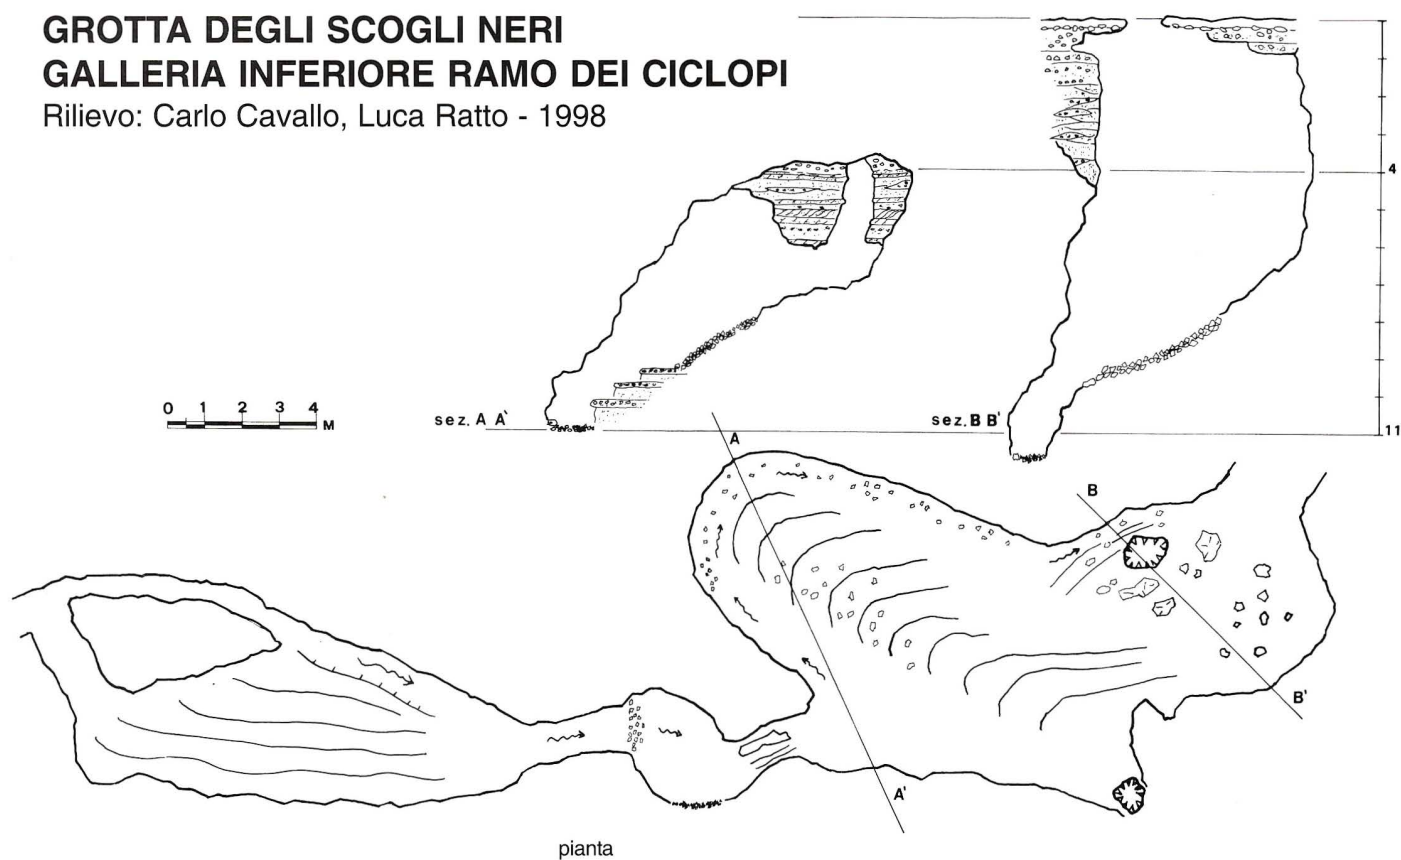 GROTTA DEGLI SCOGLI NERI
GALLERIA INFERIORE RAMO DEI CICLOPI
Rilievo: Carlo Cavallo, Luca Ratto - 1998
4
0 1 2 3 4 M
sez. A A'
sez. B B'
11
A
B
B'
A'
pianta